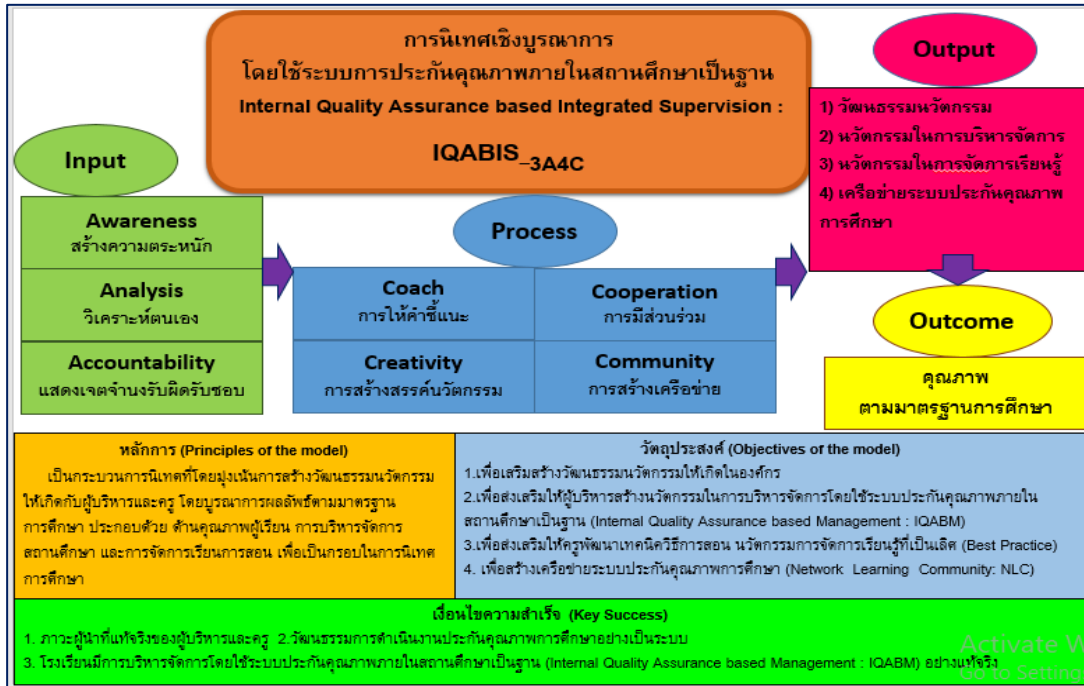 การนิเทศเชิงบูรณาการ
โดยใช้ระบบการประกันคุณภาพภายในสถานศึกษาเป็นฐาน
Internal Quality Assurance based Integrated Supervision :
IQABIS_3A4C
Input
Awareness
สร้างความตระหนัก
Analysis
วิเคราะห์ตนเอง
Accountability
แสดงเจตจำนงรับผิดรับชอบ
Process
Coach
การให้คำชี้แนะ
Cooperation
การมีส่วนร่วม
Creativity
การสร้างสรรค์นวัตกรรม
Community
การสร้างเครือข่าย
Output
1) วัฒนธรรมนวัตกรรม
2) นวัตกรรมในการบริหารจัดการ
3) นวัตกรรมในการจัดการเรียนรู้
4) เครือข่ายระบบประกันคุณภาพ
การศึกษา
Outcome
คุณภาพ
ตามมาตรฐานการศึกษา
หลักการ (Principles of the model)
เป็นกระบวนการนิเทศที่โดยมุ่งเน้นการสร้างวัฒนธรรมนวัตกรรม
ให้เกิดกับผู้บริหารและครู โดยบูรณาการผลลัพธ์ตามมาตรฐาน
การศึกษา ประกอบด้วย ด้านคุณภาพผู้เรียน การบริหารจัดการ
สถานศึกษา และการจัดการเรียนการสอน เพื่อเป็นกรอบในการนิเทศ
การศึกษา
วัตถุประสงค์ (Objectives of the model)
1.เพื่อเสริมสร้างวัฒนธรรมนวัตกรรมให้เกิดในองค์กร
2.เพื่อส่งเสริมให้ผู้บริหารสร้างนวัตกรรมในการบริหารจัดการโดยใช้ระบบประกันคุณภาพภายใน
สถานศึกษาเป็นฐาน (Internal Quality Assurance based Management : IQABM)
3.เพื่อส่งเสริมให้ครูพัฒนาเทคนิควิธีการสอน นวัตกรรมการจัดการเรียนรู้ที่เป็นเลิศ (Best Practice)
4. เพื่อสร้างเครือข่ายระบบประกันคุณภาพการศึกษา (Network Learning Community: NLC)
เงื่อนไขความสำเร็จ (Key Success)
1. ภาวะผู้นำที่แท้จริงของผู้บริหารและครู 2.วัฒนธรรมการดำเนินงานประกันคุณภาพการศึกษาอย่างเป็นระบบ
3. โรงเรียนมีการบริหารจัดการโดยใช้ระบบประกันคุณภาพภายในสถานศึกษาเป็นฐาน (Internal Quality Assurance based Management : IQABM) อย่างแท้จริง
Activate W
Go to Setting